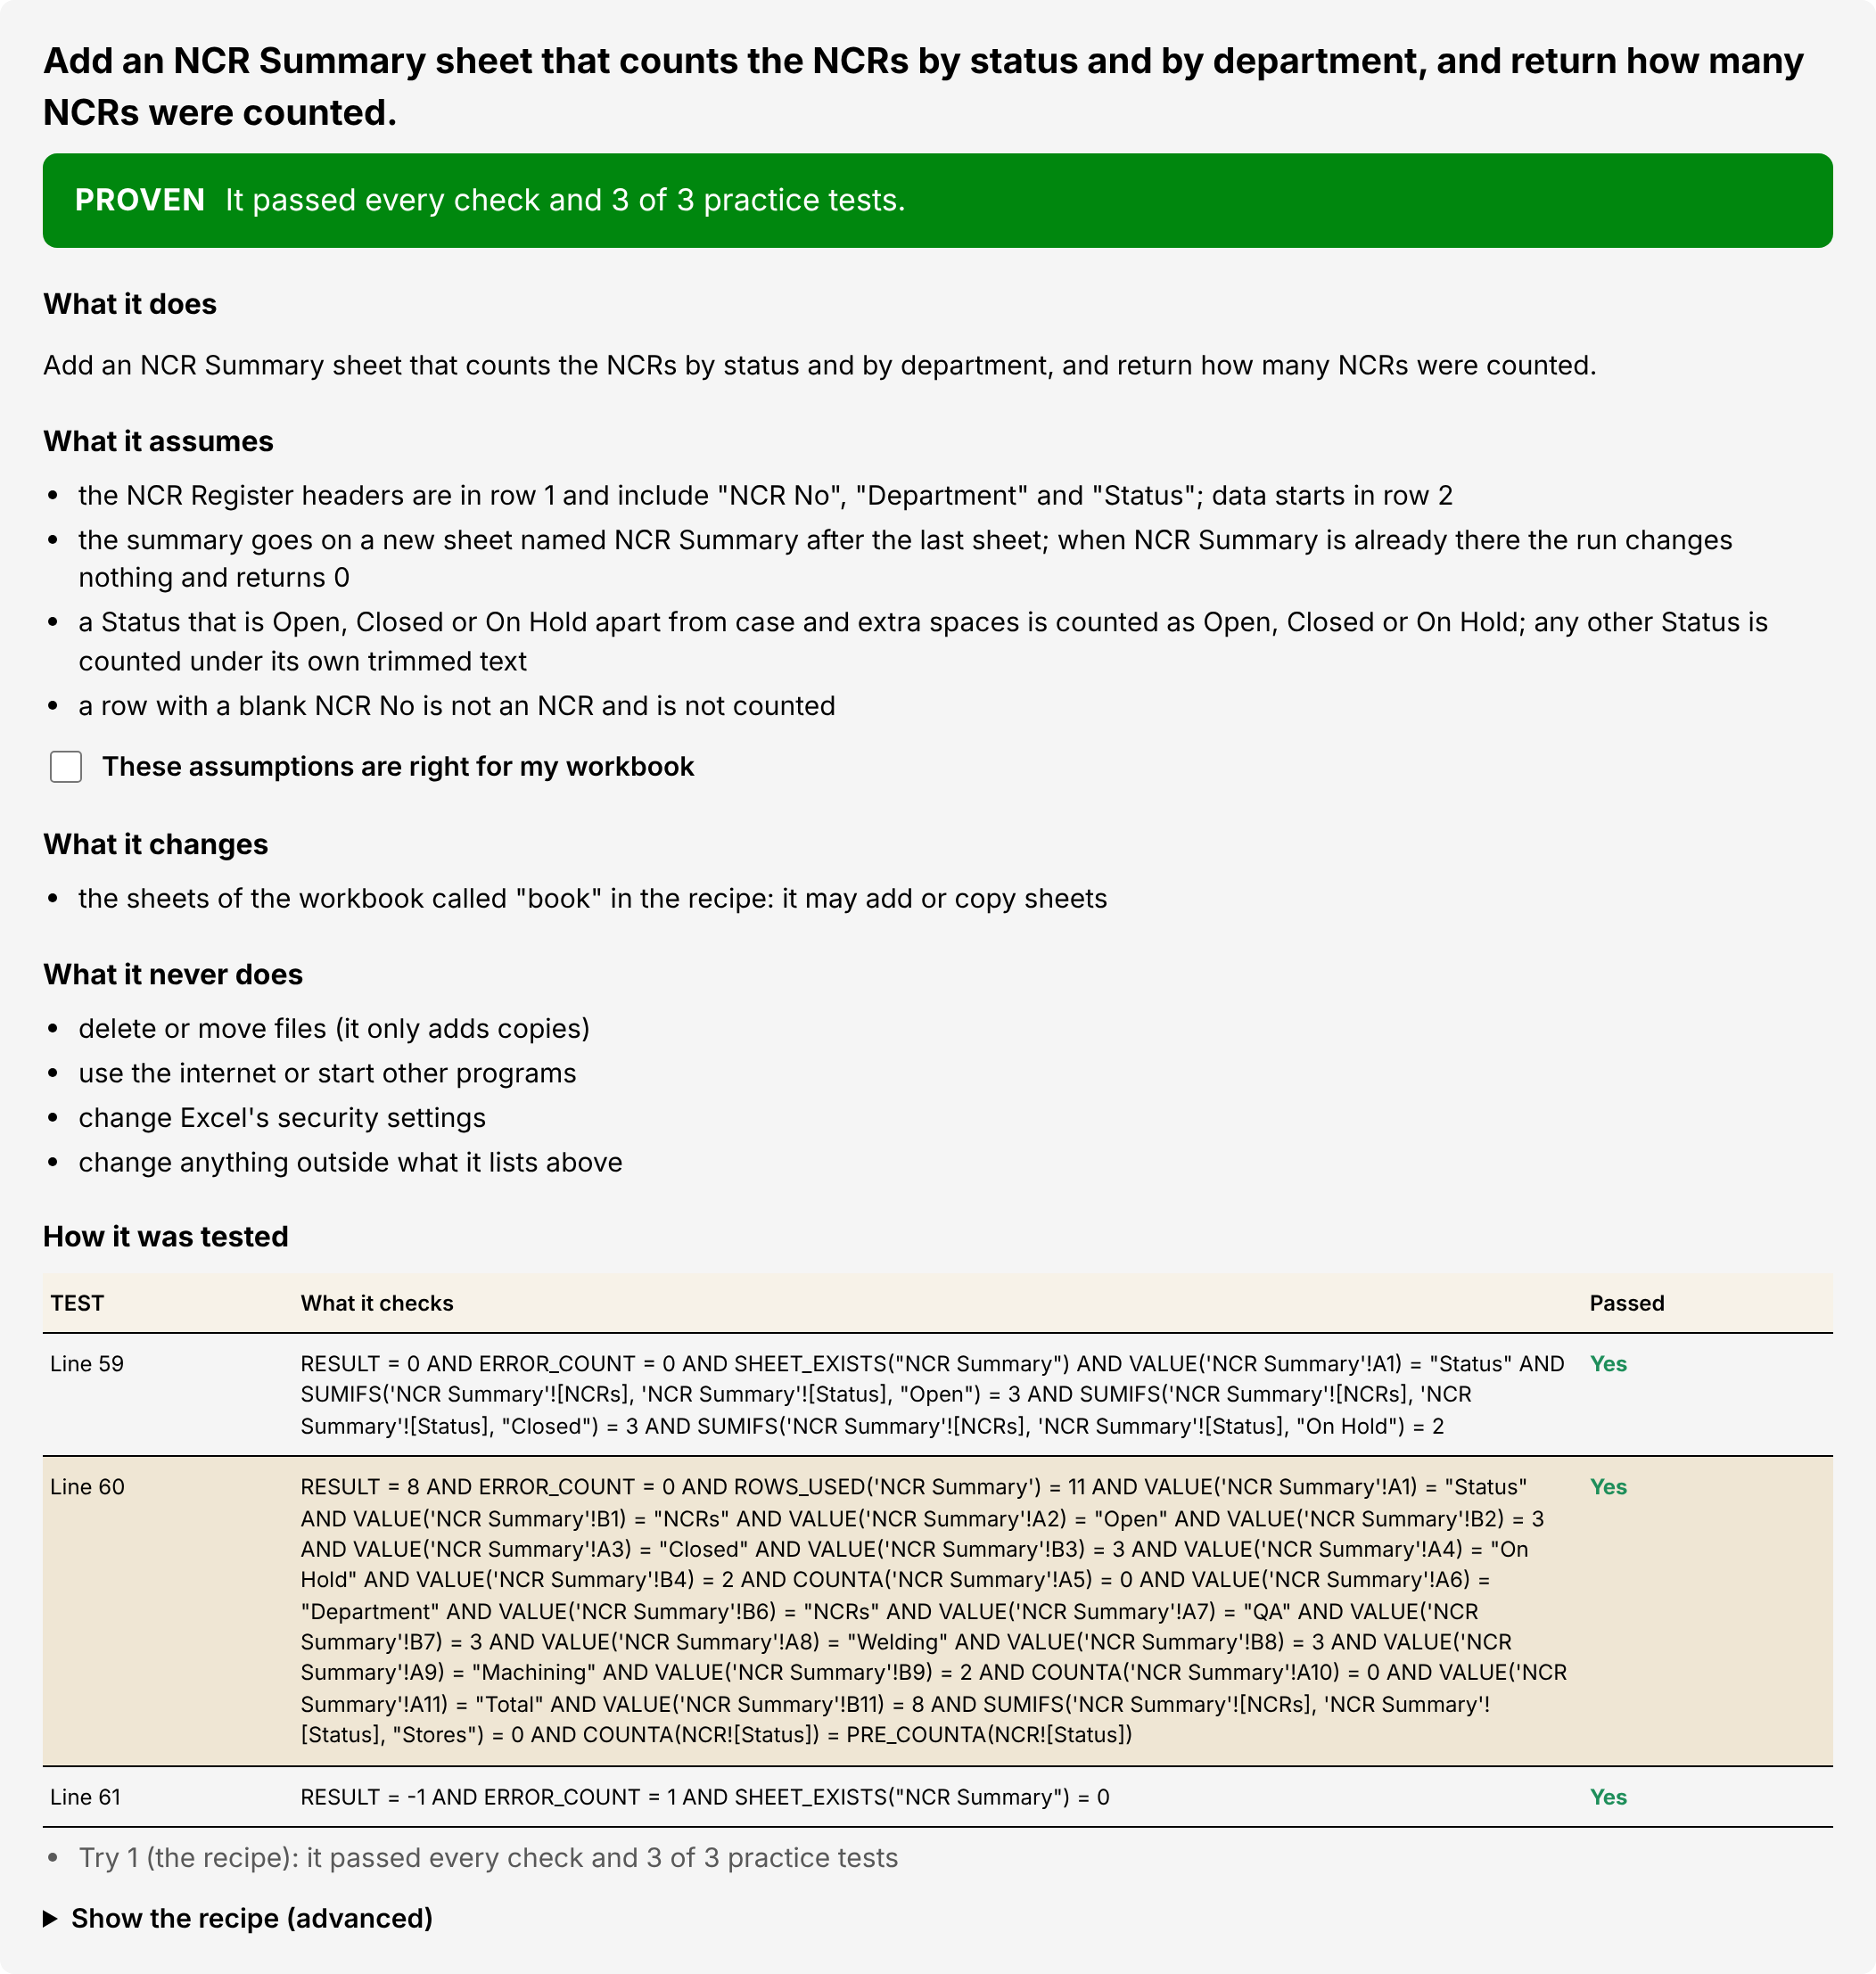 Add an NCR Summary sheet that counts the NCRs by status and by department, and return how many
NCRs were counted.
PROVEN It passed every check and 3 of 3 practice tests.
What it does
Add an NCR Summary sheet that counts the NCRs by status and by department, and return how many NCRs were counted.
What it assumes
• the NCR Register headers are in row 1 and include "NCR No", "Department" and "Status"; data starts in row 2
• the summary goes on a new sheet named NCR Summary after the last sheet; when NCR Summary is already there the run changes
nothing and returns 0
• a Status that is Open, Closed or On Hold apart from case and extra spaces is counted as Open, Closed or On Hold; any other Status is
counted under its own trimmed text
• a row with a blank NCR No is not an NCR and is not counted
These assumptions are right for my workbook
What it changes
• the sheets of the workbook called "book" in the recipe: it may add or copy sheets
What it never does
• delete or move files (it only adds copies)
• use the internet or start other programs
• change Excel's security settings
• change anything outside what it lists above
How it was tested
TEST What it checks Passed
Line 59 RESULT = 0 AND ERROR_COUNT = 0 AND SHEET_EXISTS("NCR Summary") AND VALUE('NCR Summary'!A1) = "Status" AND Yes
SUMIFS('NCR Summary'![NCRs], 'NCR Summary'![Status], "Open") = 3 AND SUMIFS('NCR Summary'![NCRs], 'NCR
Summary'![Status], "Closed") = 3 AND SUMIFS('NCR Summary'![NCRs], 'NCR Summary'![Status], "On Hold") = 2
Line 60 RESULT = 8 AND ERROR_COUNT = 0 AND ROWS_USED('NCR Summary') = 11 AND VALUE('NCR Summary'!A1) = "Status" Yes
AND VALUE('NCR Summary'!B1) = "NCRs" AND VALUE('NCR Summary'!A2) = "Open" AND VALUE('NCR Summary'!B2) = 3
AND VALUE('NCR Summary'!A3) = "Closed" AND VALUE('NCR Summary'!B3) = 3 AND VALUE('NCR Summary'!A4) = "On
Hold" AND VALUE('NCR Summary'!B4) = 2 AND COUNTA('NCR Summary'!A5) = 0 AND VALUE('NCR Summary'!A6) =
"Department" AND VALUE('NCR Summary'!B6) = "NCRs" AND VALUE('NCR Summary'!A7) = "QA" AND VALUE('NCR
Summary'!B7) = 3 AND VALUE('NCR Summary'!A8) = "Welding" AND VALUE('NCR Summary'!B8) = 3 AND VALUE('NCR
Summary'!A9) = "Machining" AND VALUE('NCR Summary'!B9) = 2 AND COUNTA('NCR Summary'!A10) = 0 AND VALUE('NCR
Summary'!A11) = "Total" AND VALUE('NCR Summary'!B11) = 8 AND SUMIFS('NCR Summary'![NCRs], 'NCR Summary'!
[Status], "Stores") = 0 AND COUNTA(NCR![Status]) = PRE_COUNTA(NCR![Status])
Line 61 RESULT = -1 AND ERROR_COUNT = 1 AND SHEET_EXISTS("NCR Summary") = 0 Yes
• Try 1 (the recipe): it passed every check and 3 of 3 practice tests
▶ Show the recipe (advanced)